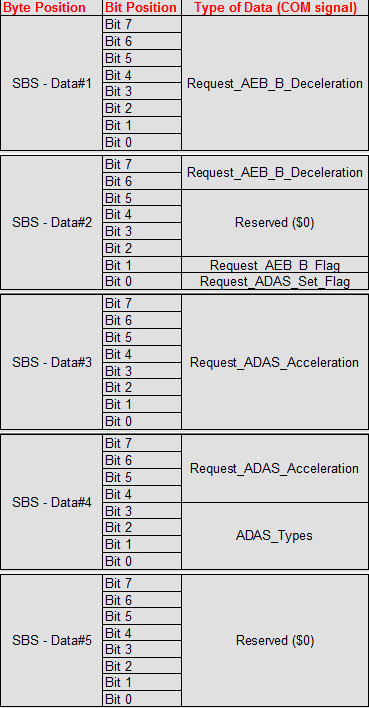 Byte Position Bit Position Type of Data (COM signal)
SBS - Data#1
Bit 7
Bit 6
Bit 5
Bit 4
Bit 3
Bit 2
Bit 1
Bit 0
Request_AEB_B_Deceleration
SBS - Data#2
Bit 7
Bit 6
Bit 5
Bit 4
Bit 3
Bit 2
Bit 1
Bit 0
Request_AEB_B_Deceleration
Reserved ($0)
Request_AEB_B_Flag
Request_ADAS_Set_Flag
SBS - Data#3
Bit 7
Bit 6
Bit 5
Bit 4
Bit 3
Bit 2
Bit 1
Bit 0
Request_ADAS_Acceleration
SBS - Data#4
Bit 7
Bit 6
Bit 5
Bit 4
Bit 3
Bit 2
Bit 1
Bit 0
Request_ADAS_Acceleration
ADAS_Types
SBS - Data#5
Bit 7
Bit 6
Bit 5
Bit 4
Bit 3
Bit 2
Bit 1
Bit 0
Reserved ($0)